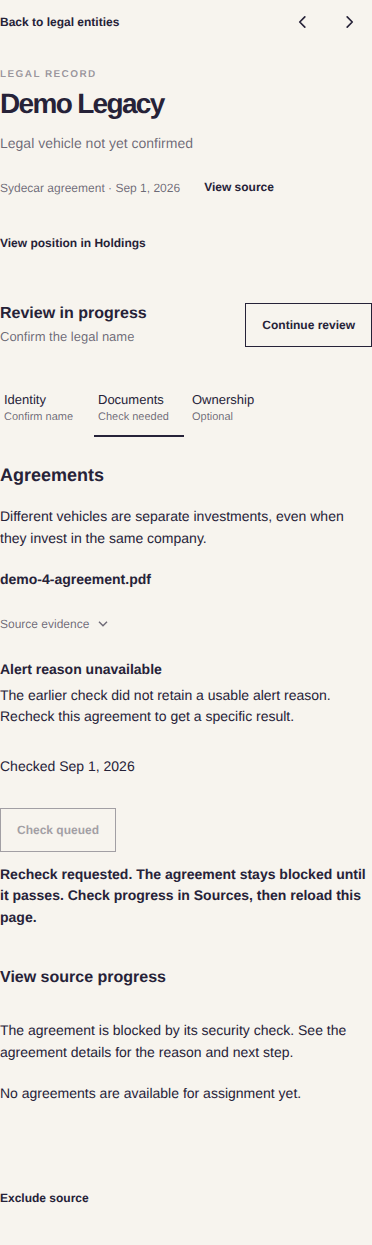 Back to legal entities
LEGAL RECORD
Demo Legacy
Legal vehicle not yet confirmed
Sydecar agreement · Sep 1, 2026 View source
View position in Holdings
Review in progress
Confirm the legal name
Continue review
Identity
Confirm name
Documents
Check needed
Ownership
Optional
Agreements
Different vehicles are separate investments, even when
they invest in the same company.
demo-4-agreement.pdf
Source evidence
Alert reason unavailable
The earlier check did not retain a usable alert reason.
Recheck this agreement to get a specific result.
Checked Sep 1, 2026
Check queued
Recheck requested. The agreement stays blocked until
it passes. Check progress in Sources, then reload this
page.
View source progress
The agreement is blocked by its security check. See the
agreement details for the reason and next step.
No agreements are available for assignment yet.
Exclude source